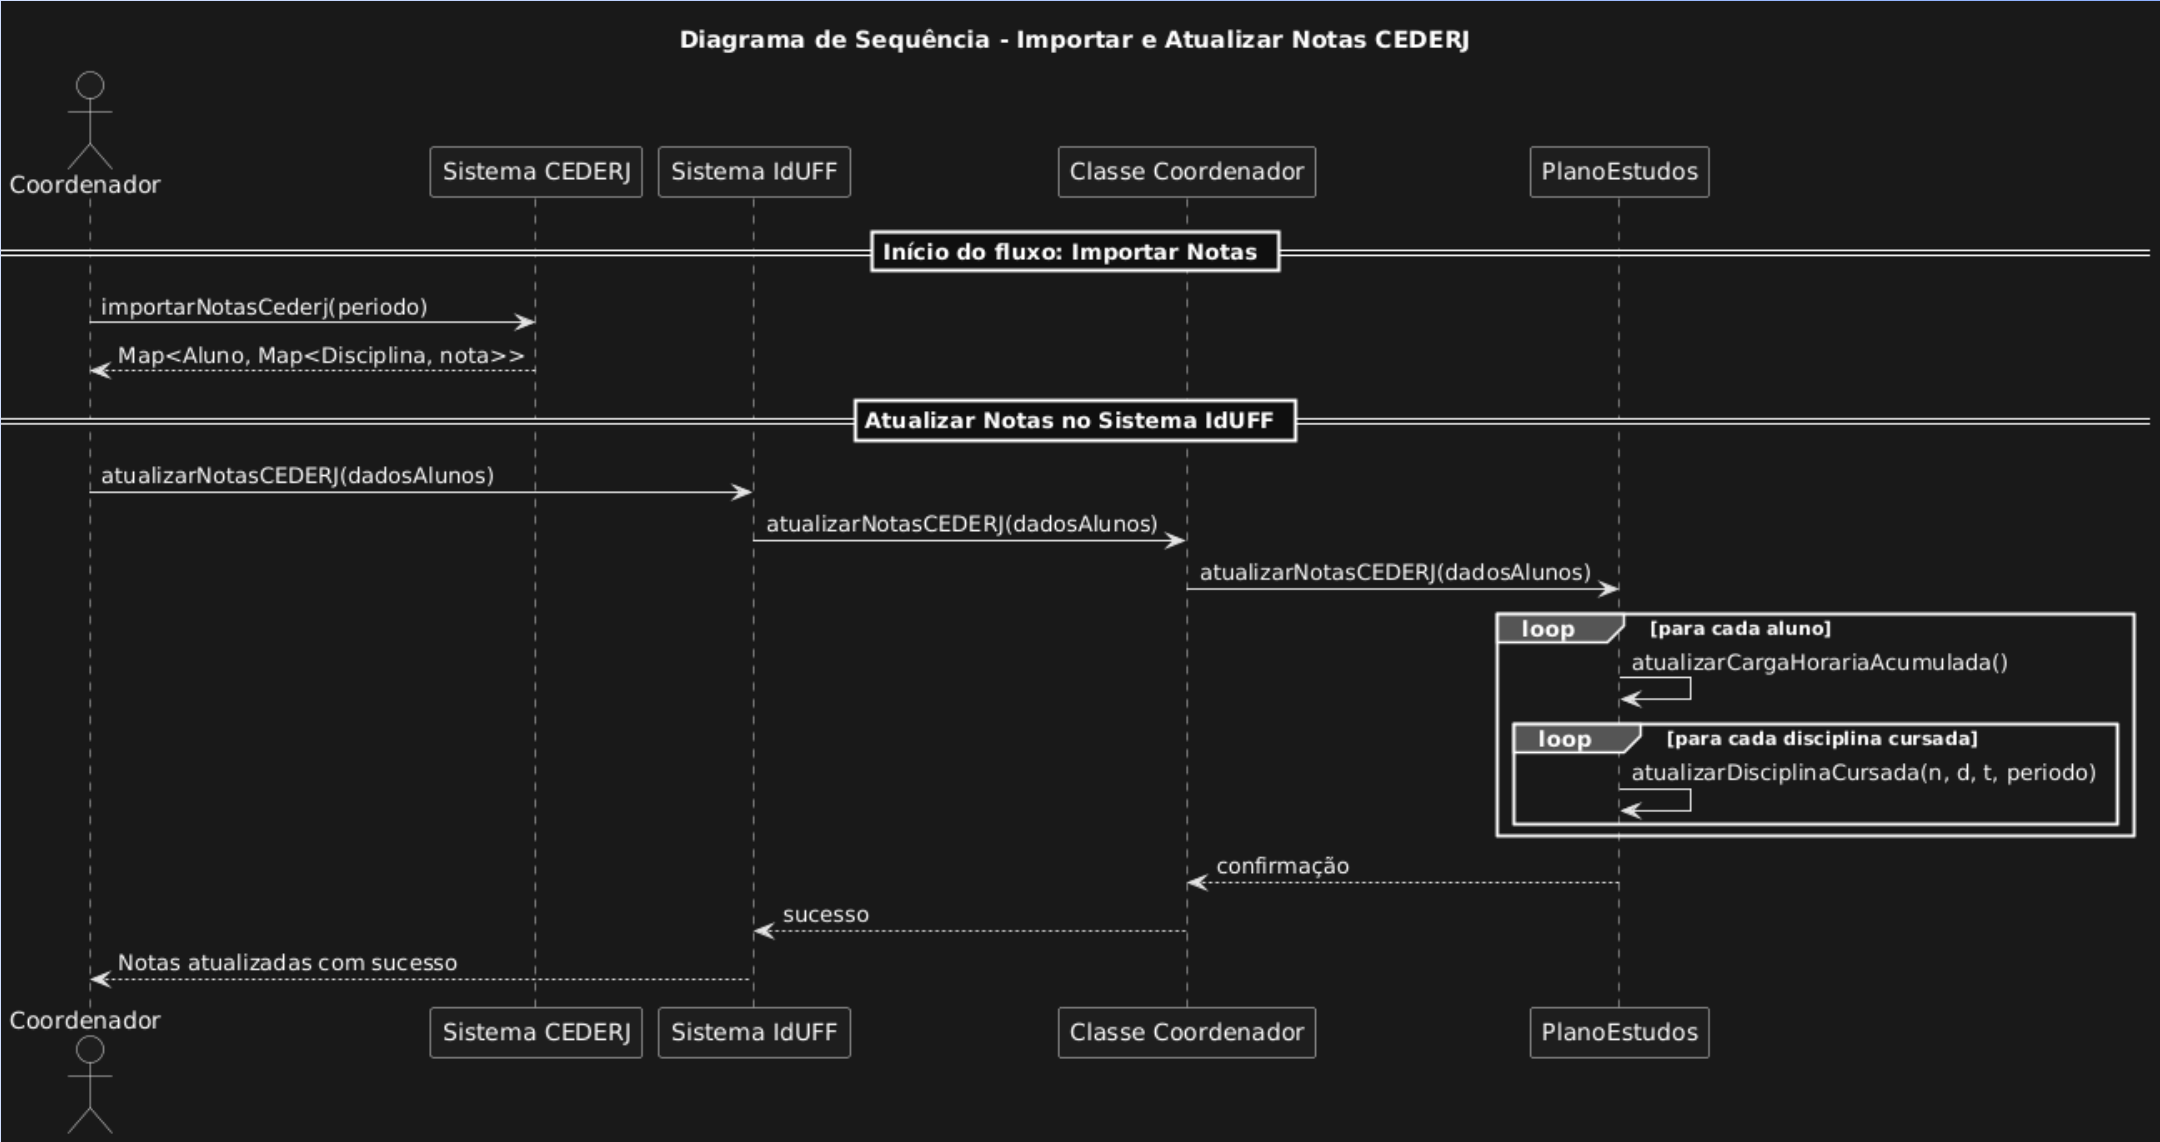 Diagrama de Sequência - Importar e Atualizar Notas CEDERJ
Coordenador
Sistema CEDERJ
Sistema IdUFF
Classe Coordenador
PlanoEstudos
Início do fluxo: Importar Notas
importarNotasCederj(periodo)
Map<Aluno, Map<Disciplina, nota>>
Atualizar Notas no Sistema IdUFF
atualizarNotasCEDERJ(dadosAlunos)
atualizarNotasCEDERJ(dadosAlunos)
atualizarNotasCEDERJ(dadosAlunos)
loop [para cada aluno]
atualizarCargaHorariaAcumulada()
loop [para cada disciplina cursada]
atualizarDisciplinaCursada(n, d, t, periodo)
confirmação
sucesso
Notas atualizadas com sucesso
Coordenador
Sistema CEDERJ
Sistema IdUFF
Classe Coordenador
PlanoEstudos